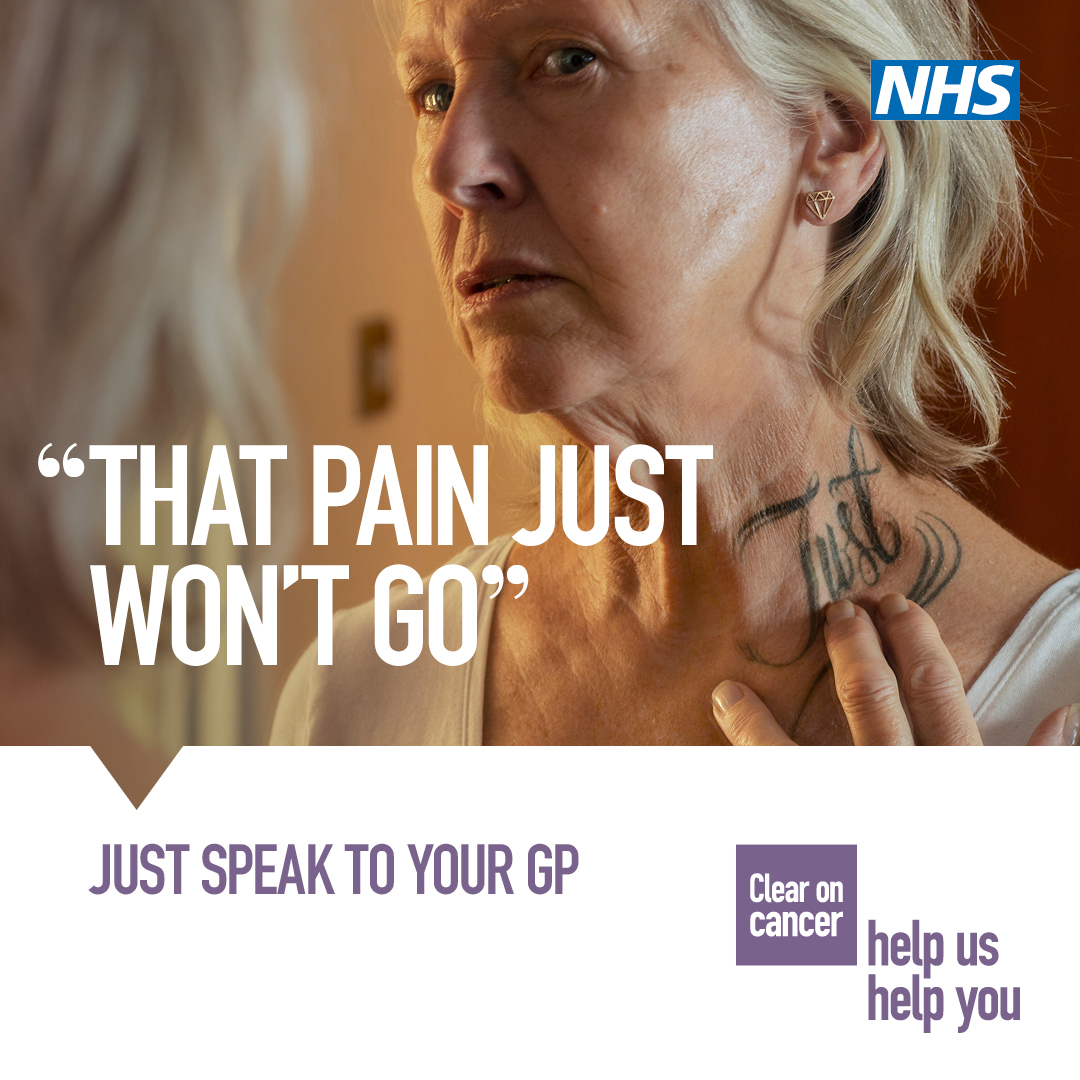 NHS
“THAT PAIN JUST
WON’T GO”
Just
JUST SPEAK TO YOUR GP
Clear on
cancer
help us
help you